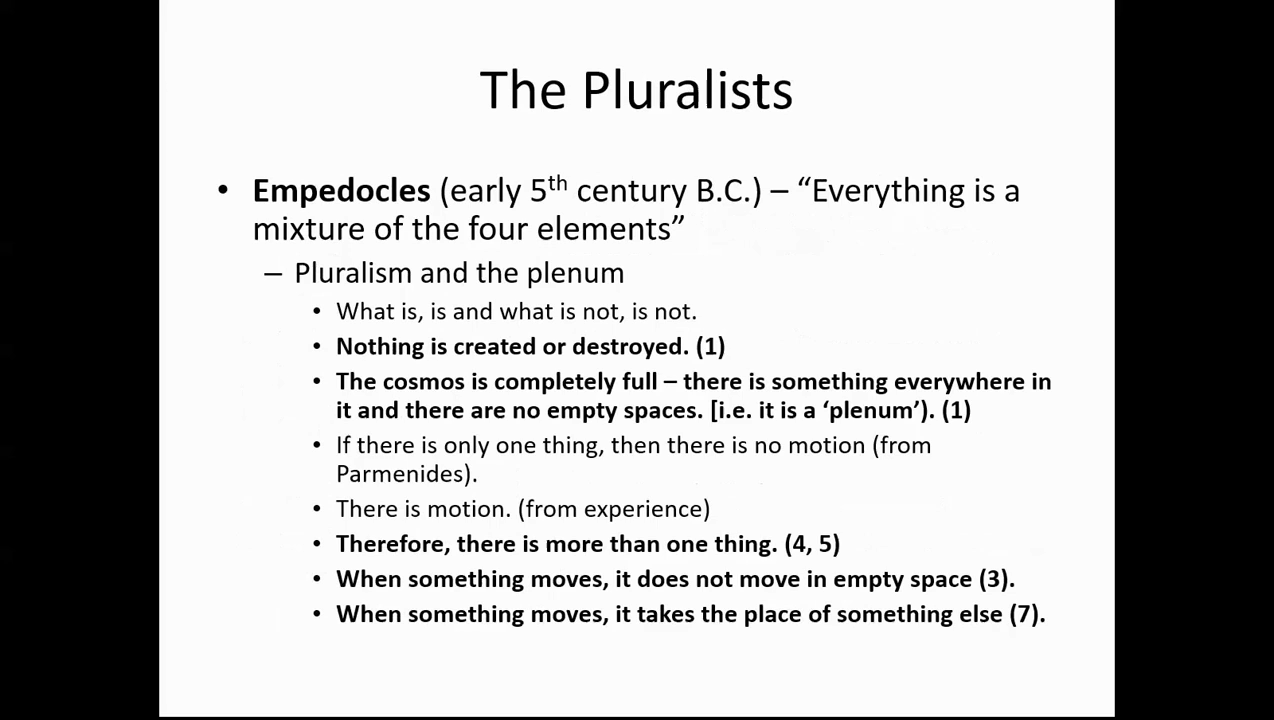 The Pluralists
• Empedocles (early 5th century B.C.) – “Everything is a
mixture of the four elements”
– Pluralism and the plenum
• What is, is and what is not, is not.
• Nothing is created or destroyed. (1)
• The cosmos is completely full – there is something everywhere in
it and there are no empty spaces. [i.e. it is a ‘plenum’). (1)
• If there is only one thing, then there is no motion (from
Parmenides).
• There is motion. (from experience)
• Therefore, there is more than one thing. (4, 5)
• When something moves, it does not move in empty space (3).
• When something moves, it takes the place of something else (7).